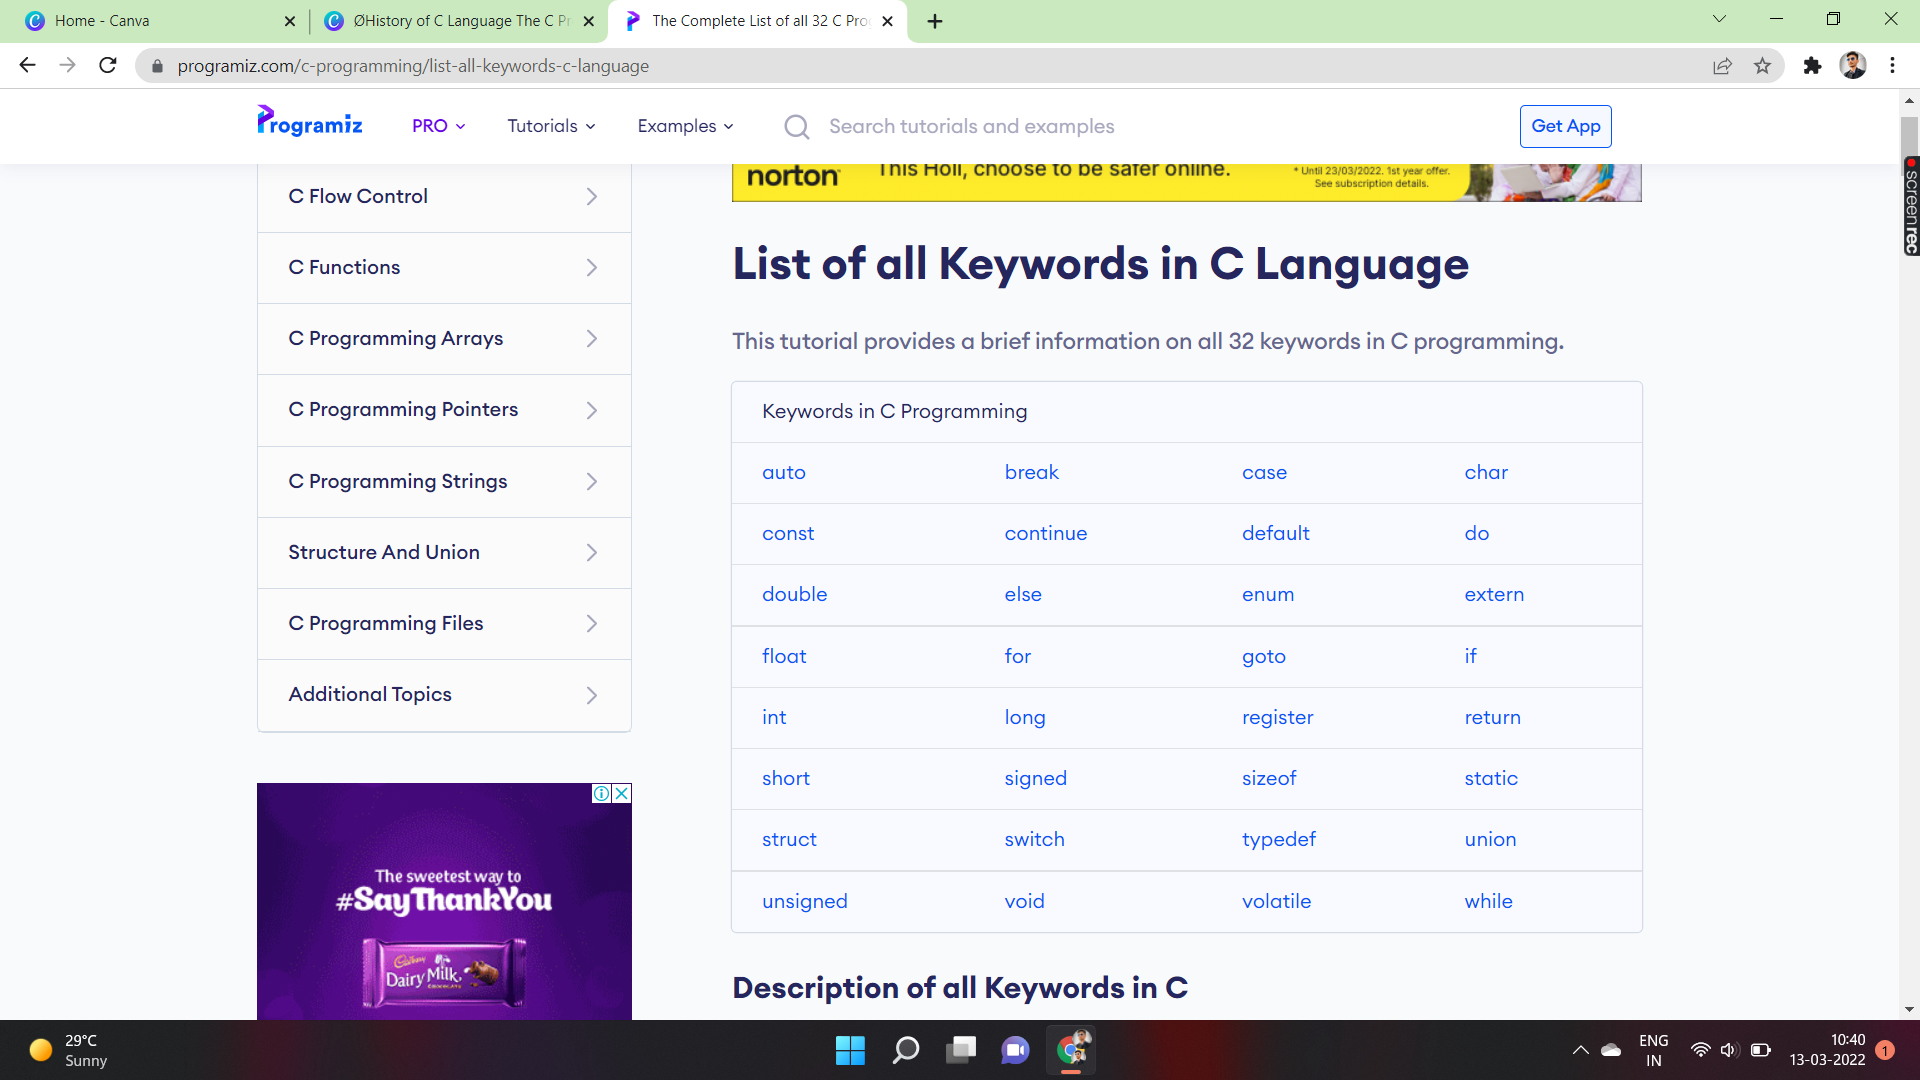 Home - Canva
ØHistory of C Language The C Pr
The Complete List of all 32 C Pro
programiz.com/c-programming/list-all-keywords-c-language
Programiz
PRO
Tutorials
Examples
Search tutorials and examples
Get App
C Flow Control
C Functions
C Programming Arrays
C Programming Pointers
C Programming Strings
Structure And Union
C Programming Files
Additional Topics
The sweetest way to
#SayThankYou
Cadbury
Dairy Milk
CHOCOLATE
norton
This Holi, choose to be safer online.
* Until 23/03/2022. 1st year offer.
See subscription details.
List of all Keywords in C Language
This tutorial provides a brief information on all 32 keywords in C programming.
Keywords in C Programming
auto break case char
const continue default do
double else enum extern
float for goto if
int long register return
short signed sizeof static
struct switch typedef union
unsigned void volatile while
Description of all Keywords in C
screenrec
29°C
Sunny
ENG
IN
10:40
13-03-2022
1